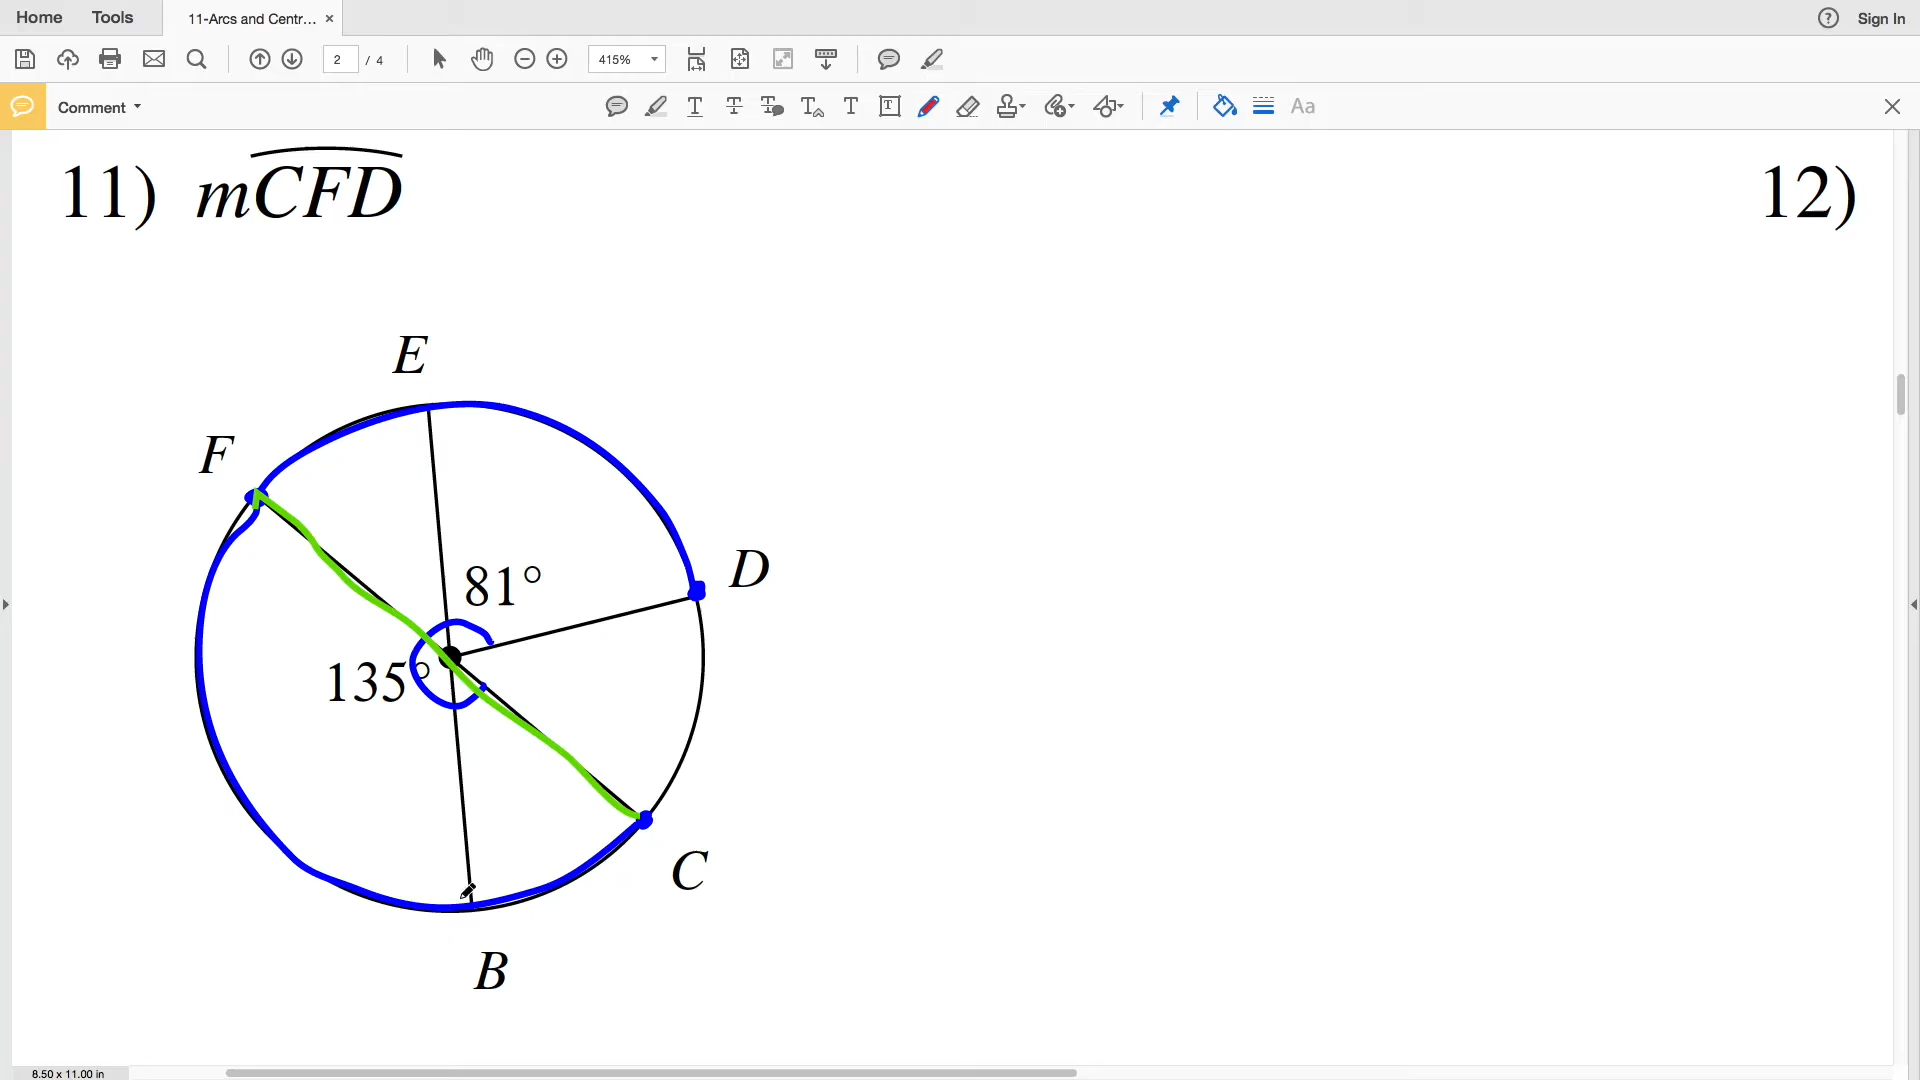 Home Tools 11-Arcs and Centr... × ? Sign In
2 / 4 415%
Comment T T T T T T Aa
11) mCFD 12)
E
F
D
81°
135°
C
B
8.50 x 11.00 in